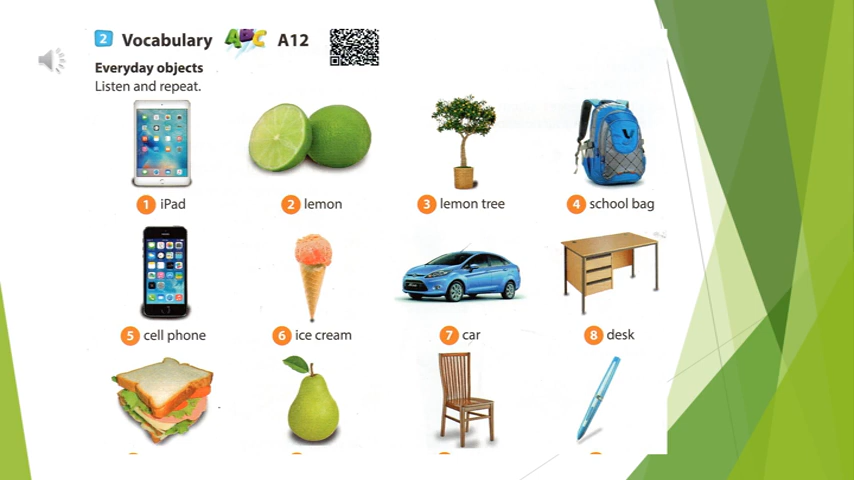 2 Vocabulary ABC A12
Everyday objects
Listen and repeat.
1 iPad
2 lemon
3 lemon tree
4 school bag
5 cell phone
6 ice cream
7 car
8 desk